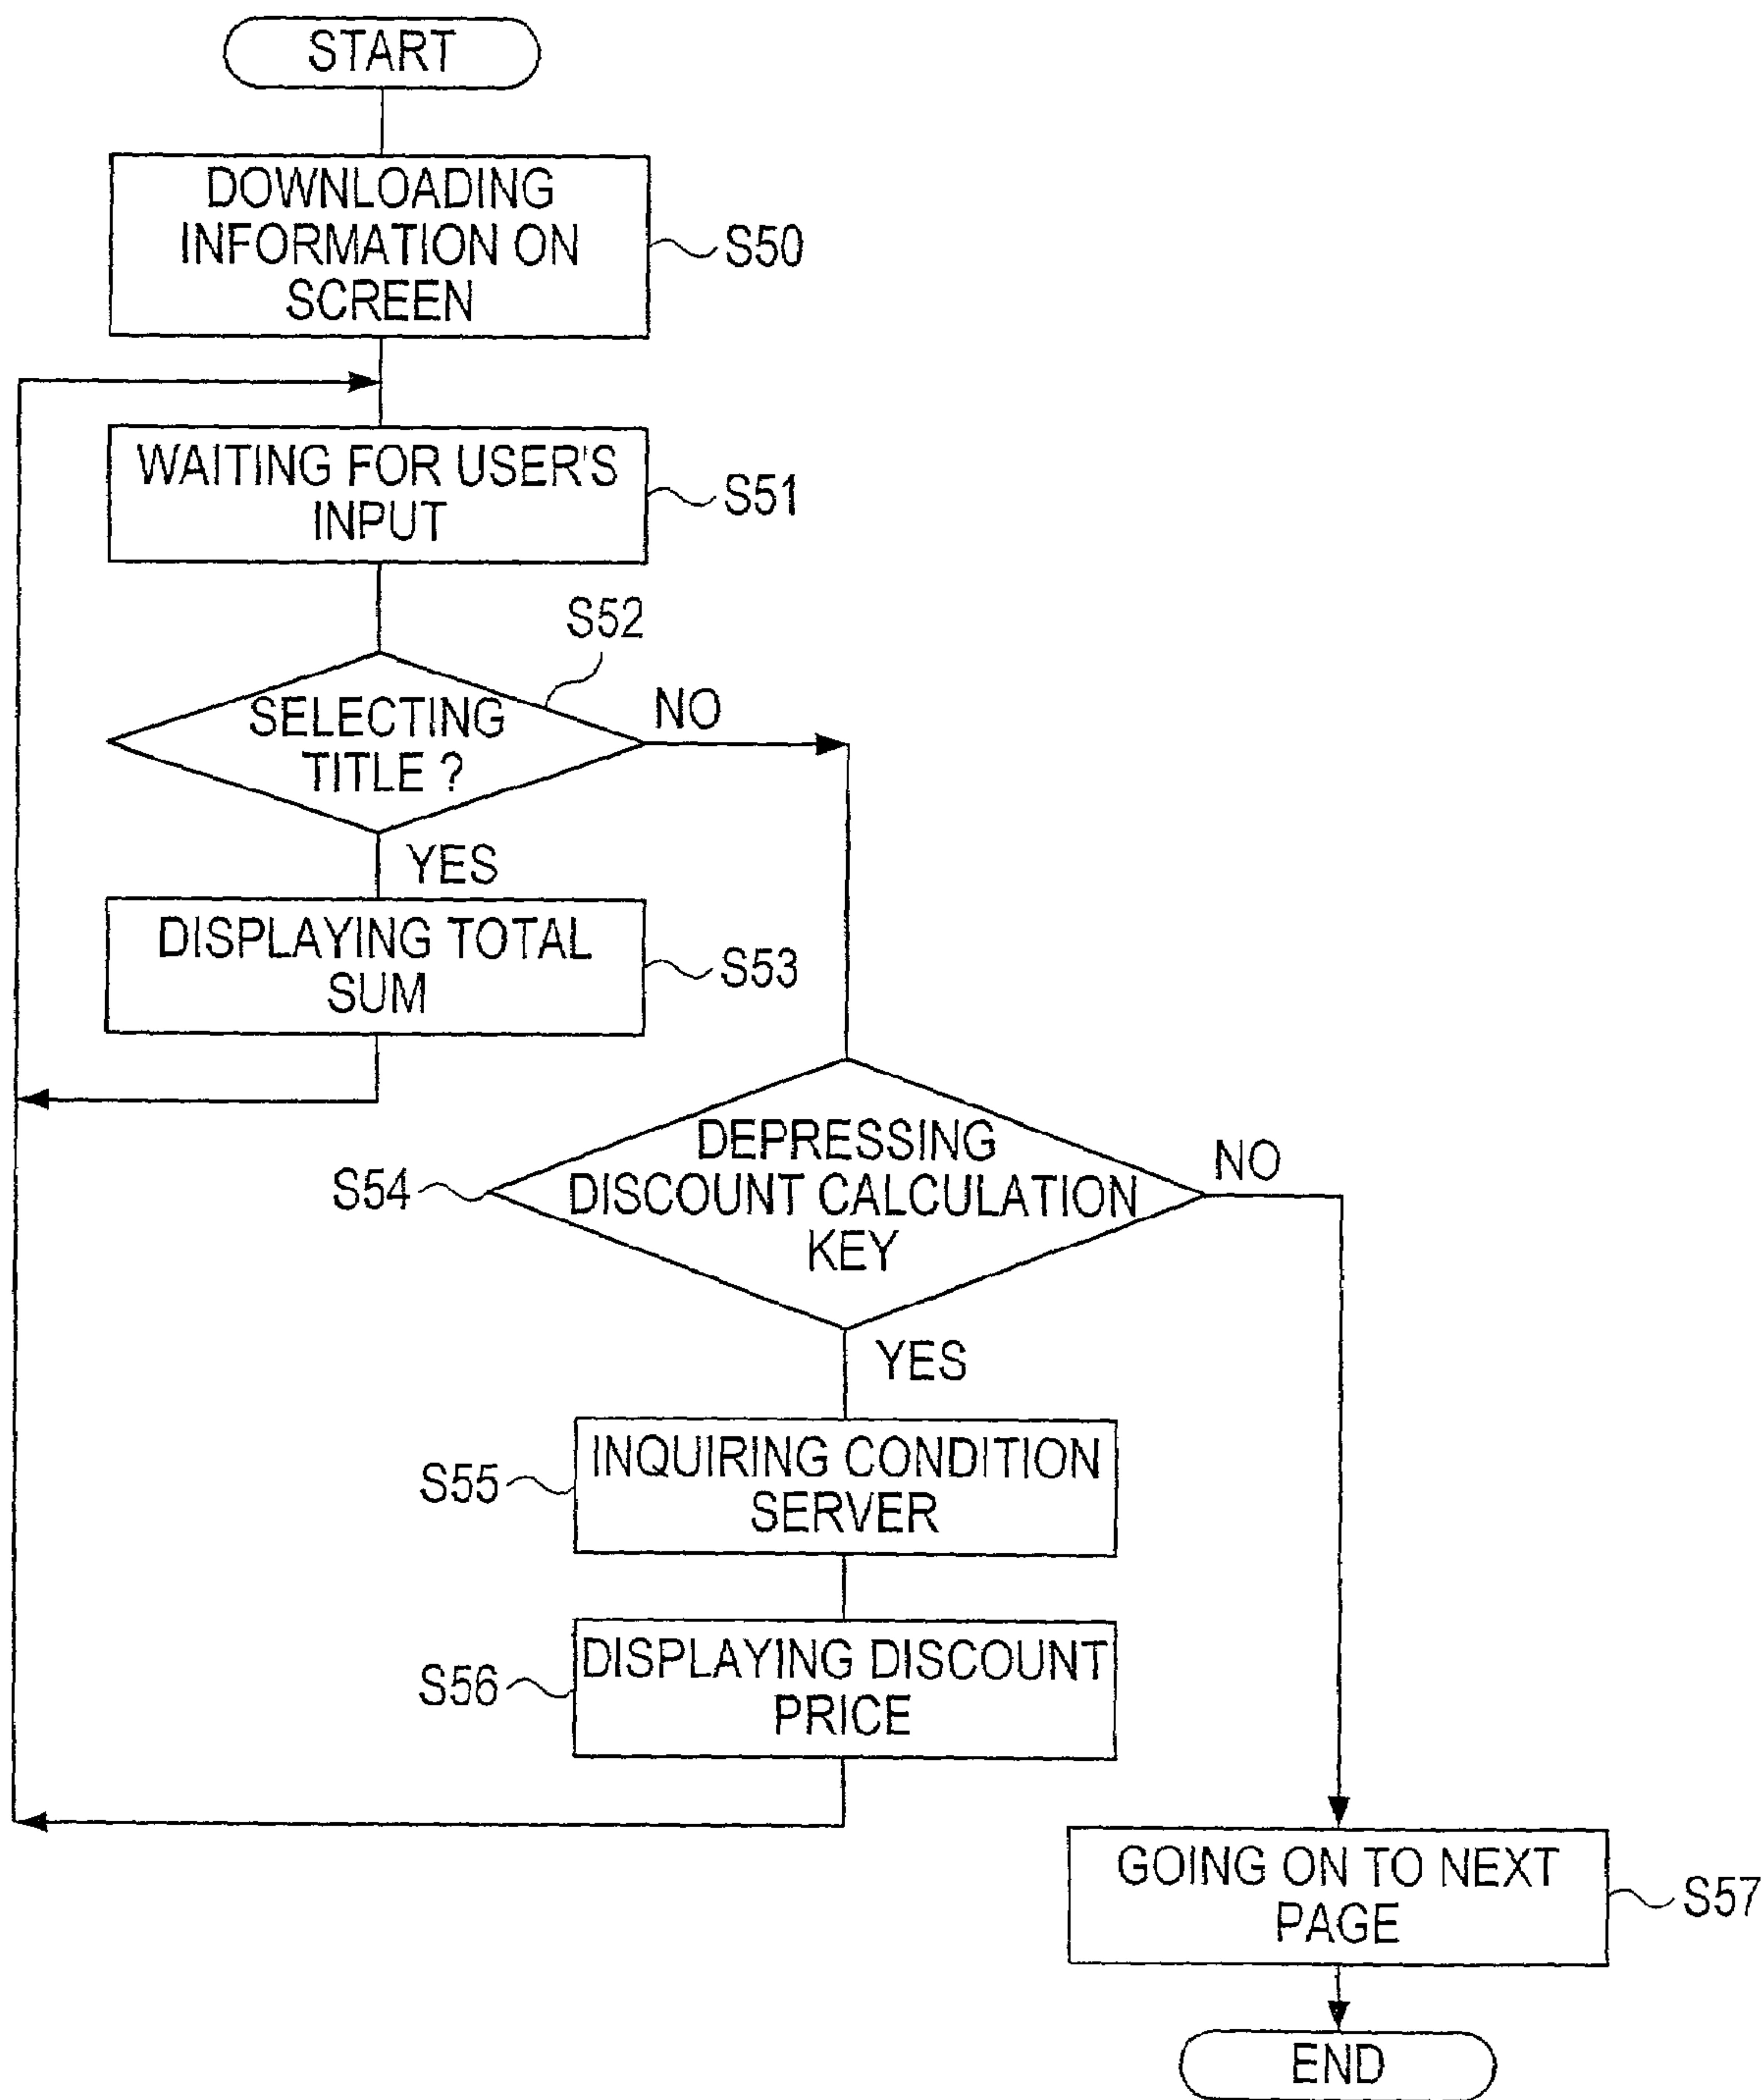 START
DOWNLOADING
INFORMATION ON
SCREEN
S50
WAITING FOR USER'S
INPUT
S51
S52
SELECTING
TITLE ?
NO
YES
DISPLAYING TOTAL
SUM
S53
DEPRESSING
DISCOUNT CALCULATION
KEY
S54
NO
YES
INQUIRING CONDITION
SERVER
S55
DISPLAYING DISCOUNT
PRICE
S56
GOING ON TO NEXT
PAGE
S57
END